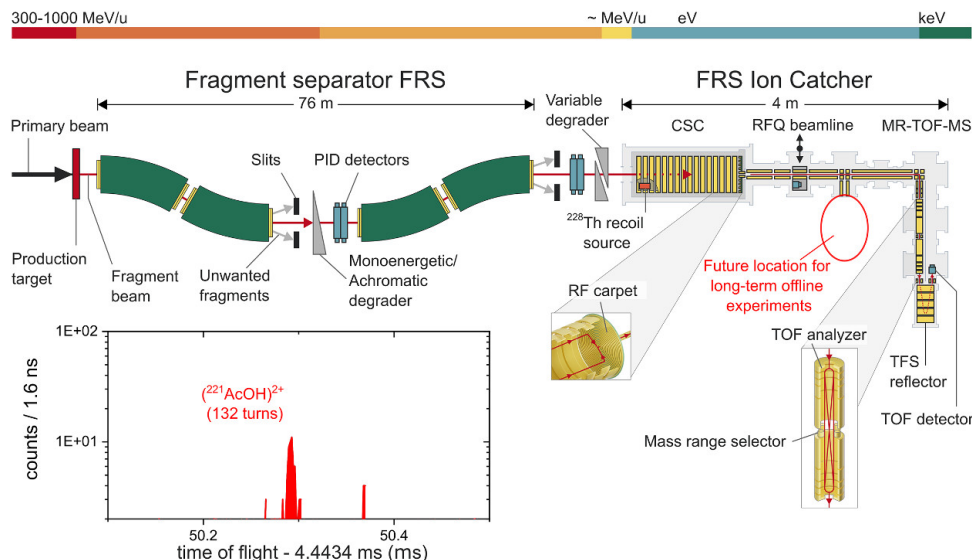 300-1000 MeV/u
~ MeV/u
eV
keV
Fragment separator FRS
76 m
FRS Ion Catcher
4 m
Primary beam
Slits
PID detectors
Variable
degrader
CSC
RFQ beamline
MR-TOF-MS
Production
target
Fragment
beam
Unwanted
fragments
Monoenergetic/
Achromatic
degrader
228Th recoil
source
RF carpet
Future location for
long-term offline
experiments
TOF analyzer
Mass range selector
TFS
reflector
TOF detector
1E+02
1E+01
counts / 1.6 ns
(221AcOH)2+
(132 turns)
50.2
50.4
time of flight - 4.4434 ms (ms)